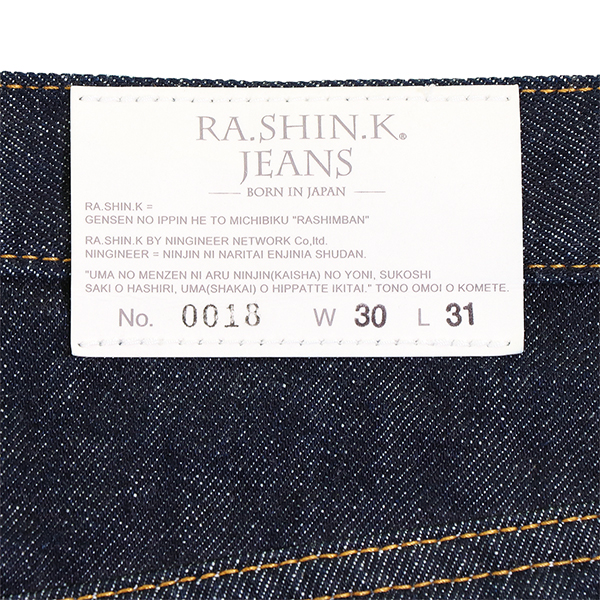 RA.SHIN.K®
JEANS
BORN IN JAPAN
RA.SHIN.K =
GENSEN NO IPPIN HE TO MICHIBIKU "RASHIMBAN"
RA.SHIN.K BY NINGINEER NETWORK Co,ltd.
NINGINEER = NINJIN NI NARITAI ENJINIA SHUDAN.
"UMA NO MENZEN NI ARU NINJIN(KAISHA) NO YONI, SUKOSHI
SAKI O HASHIRI, UMA(SHAKAI) O HIPPATTE IKITAI." TONO OMOI O KOMETE.
No. 0018 W 30 L 31